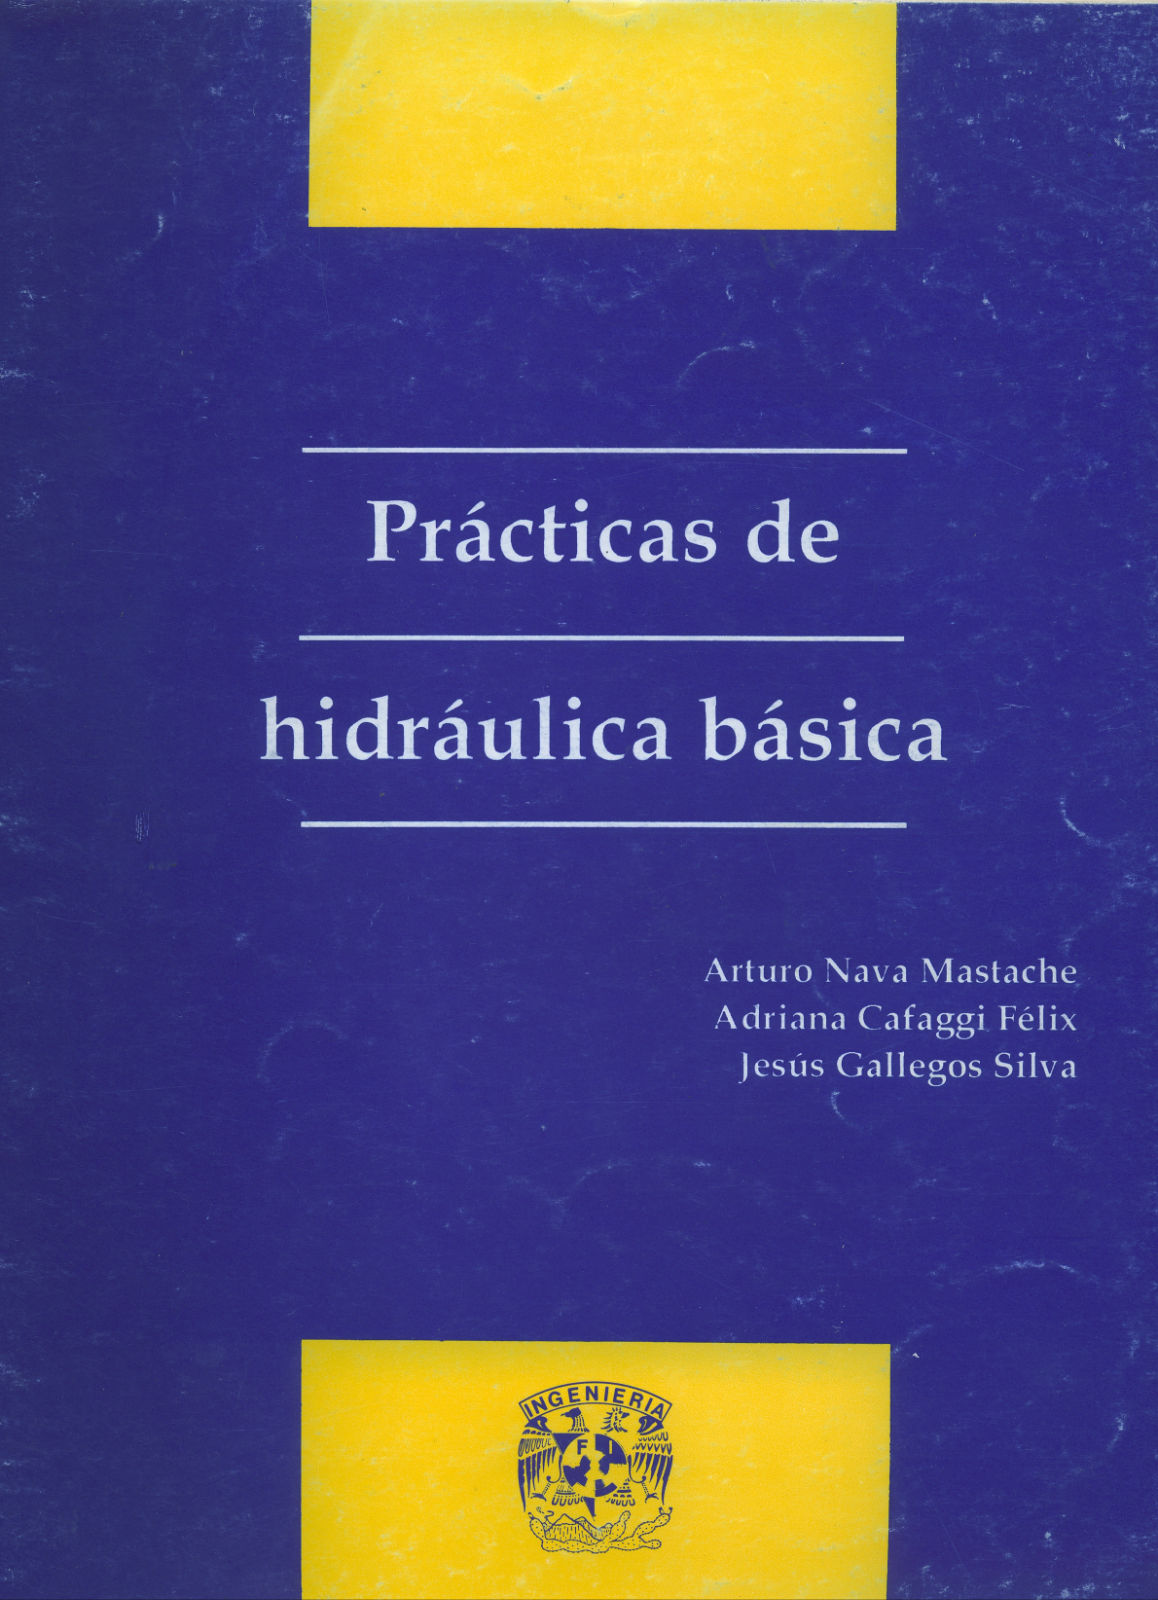 Prácticas de
hidráulica básica
Arturo Nava Mastache
Adriana Cafaggi Félix
Jesús Gallegos Silva
INGENIERIA
F I